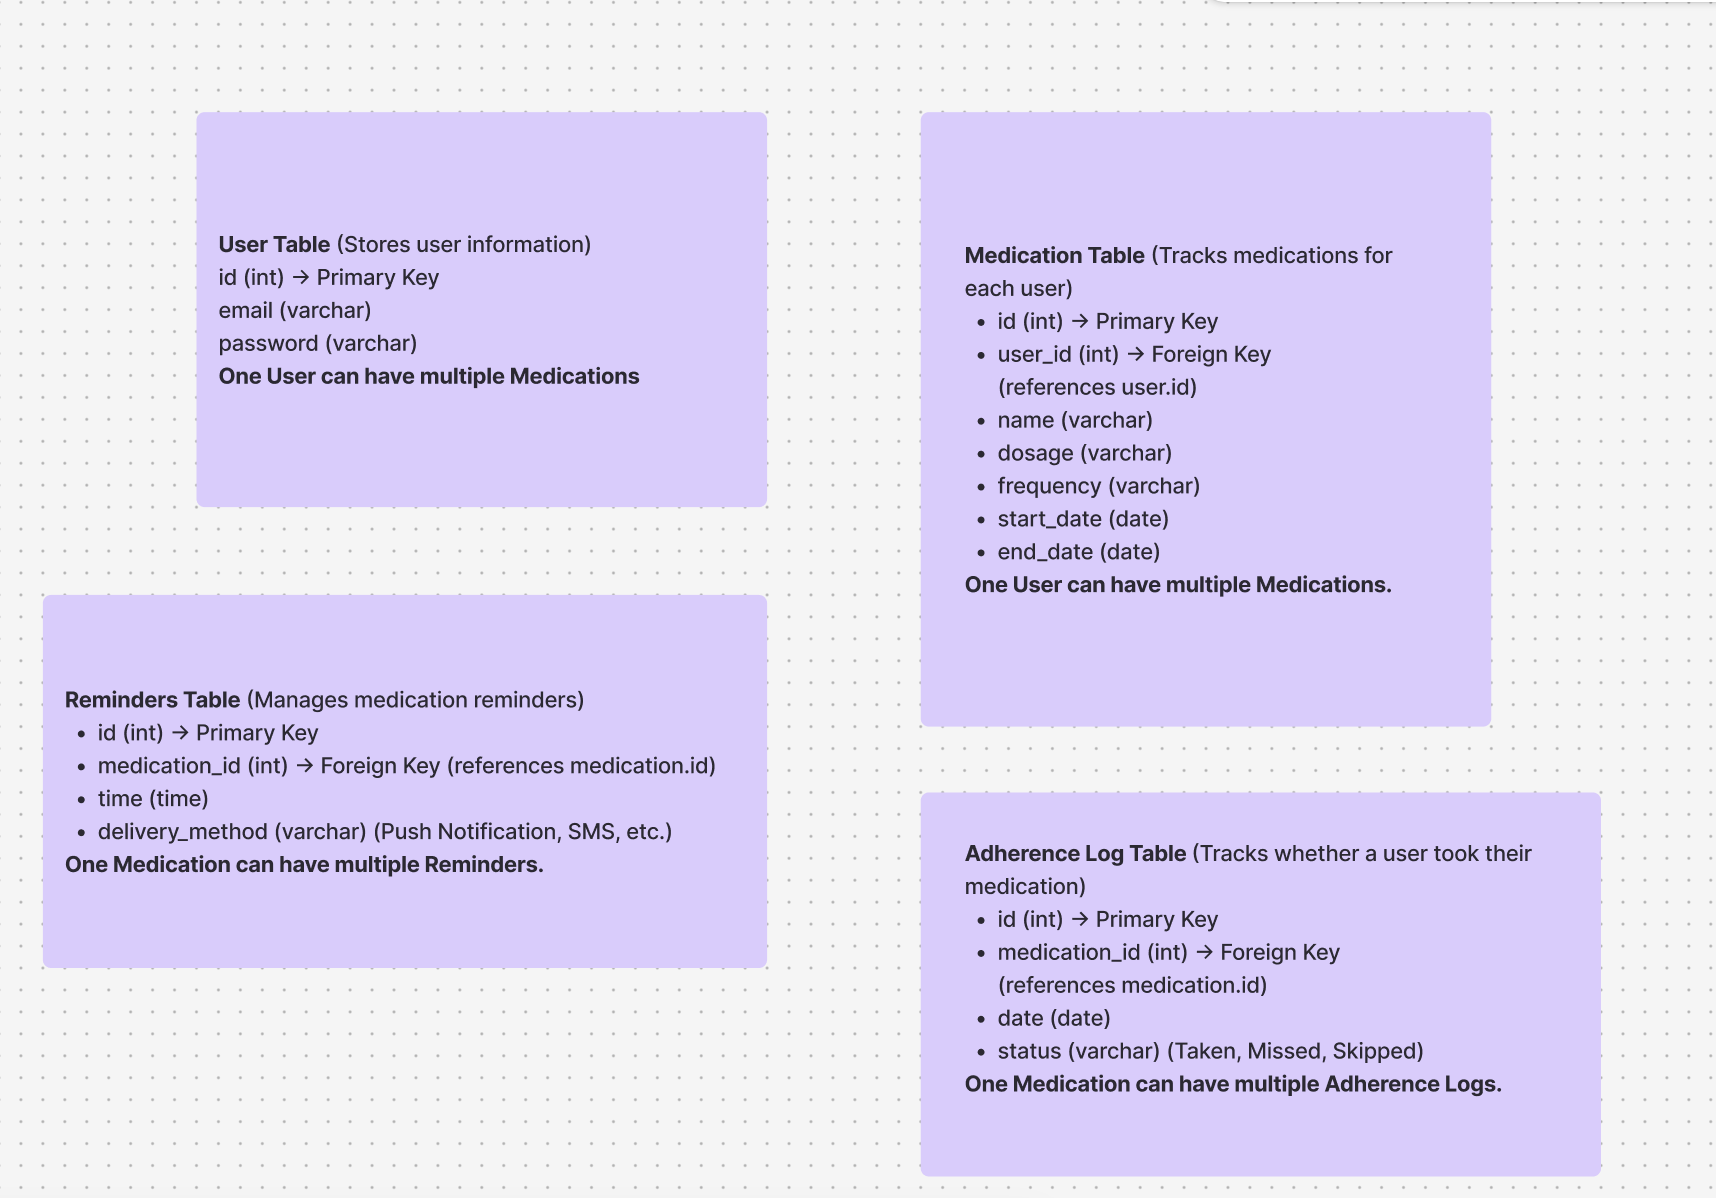 User Table (Stores user information)
id (int) → Primary Key
email (varchar)
password (varchar)
One User can have multiple Medications
Medication Table (Tracks medications for
each user)
• id (int) → Primary Key
• user_id (int) → Foreign Key
(references user.id)
• name (varchar)
• dosage (varchar)
• frequency (varchar)
• start_date (date)
• end_date (date)
One User can have multiple Medications.
Reminders Table (Manages medication reminders)
• id (int) → Primary Key
• medication_id (int) → Foreign Key (references medication.id)
• time (time)
• delivery_method (varchar) (Push Notification, SMS, etc.)
One Medication can have multiple Reminders.
Adherence Log Table (Tracks whether a user took their
medication)
• id (int) → Primary Key
• medication_id (int) → Foreign Key
(references medication.id)
• date (date)
• status (varchar) (Taken, Missed, Skipped)
One Medication can have multiple Adherence Logs.